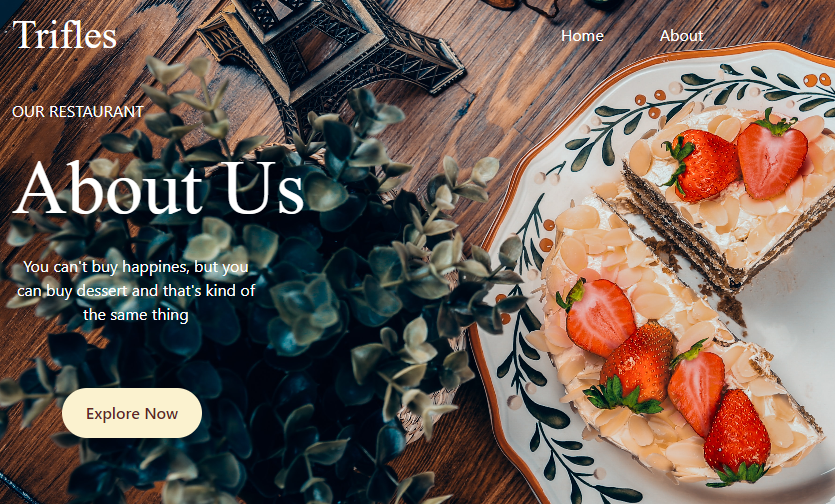 Trifles
Home About
OUR RESTAURANT
About Us
You can't buy happines, but you
can buy dessert and that's kind of
the same thing
Explore Now